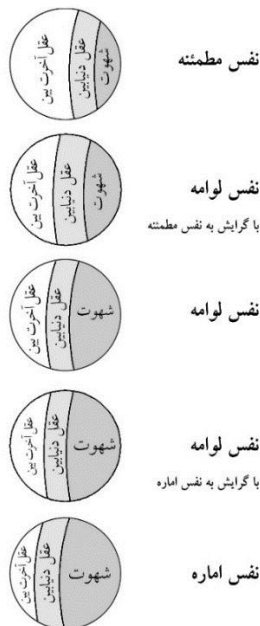 نفس مطمئنه
شهوت
عقل دنیابین
عقل آخرت بین
نفس لوامه
با گرایش به نفس مطمئنه
شهوت
عقل دنیابین
عقل آخرت بین
نفس لوامه
شهوت
عقل دنیابین
عقل آخرت بین
نفس لوامه
با گرایش به نفس اماره
شهوت
عقل دنیابین
عقل آخرت بین
نفس اماره
شهوت
عقل دنیابین
عقل آخرت بین